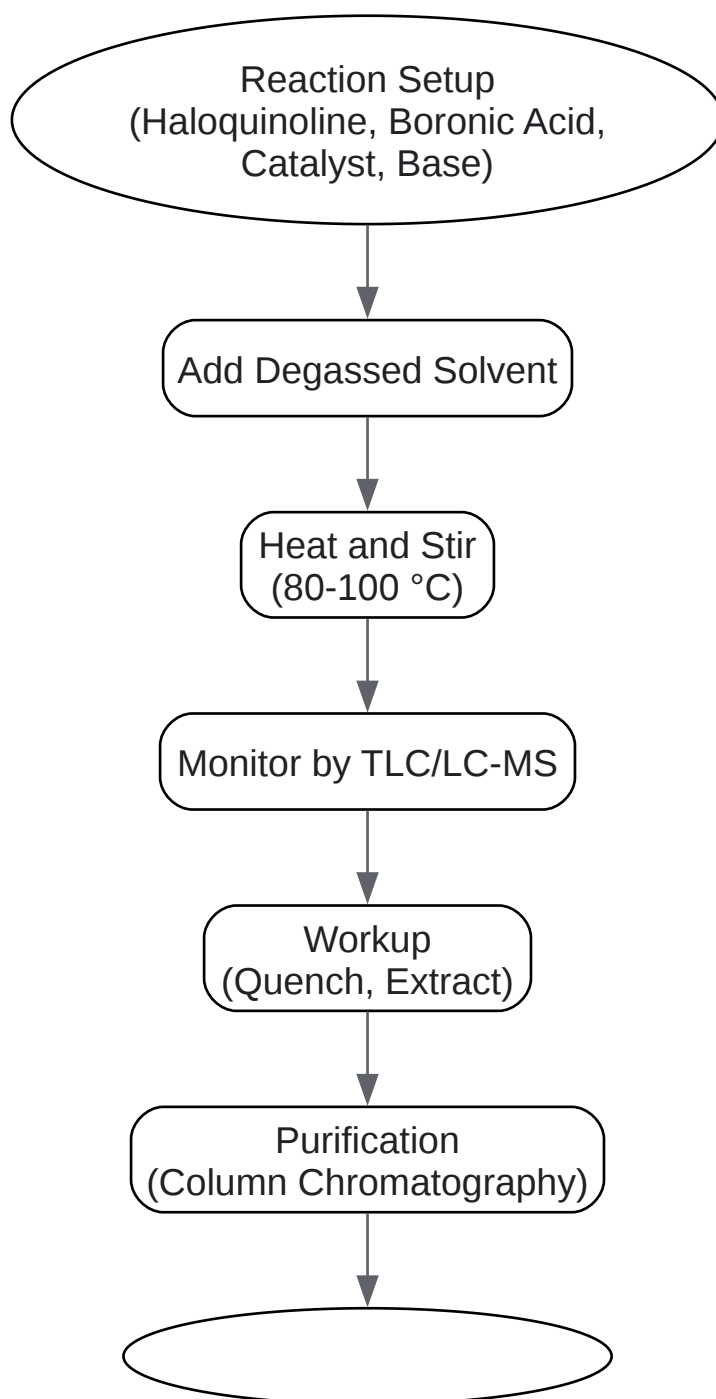 Reaction Setup
(Haloquinoline, Boronic Acid,
Catalyst, Base)
Add Degassed Solvent
Heat and Stir
(80-100 °C)
Monitor by TLC/LC-MS
Workup
(Quench, Extract)
Purification
(Column Chromatography)